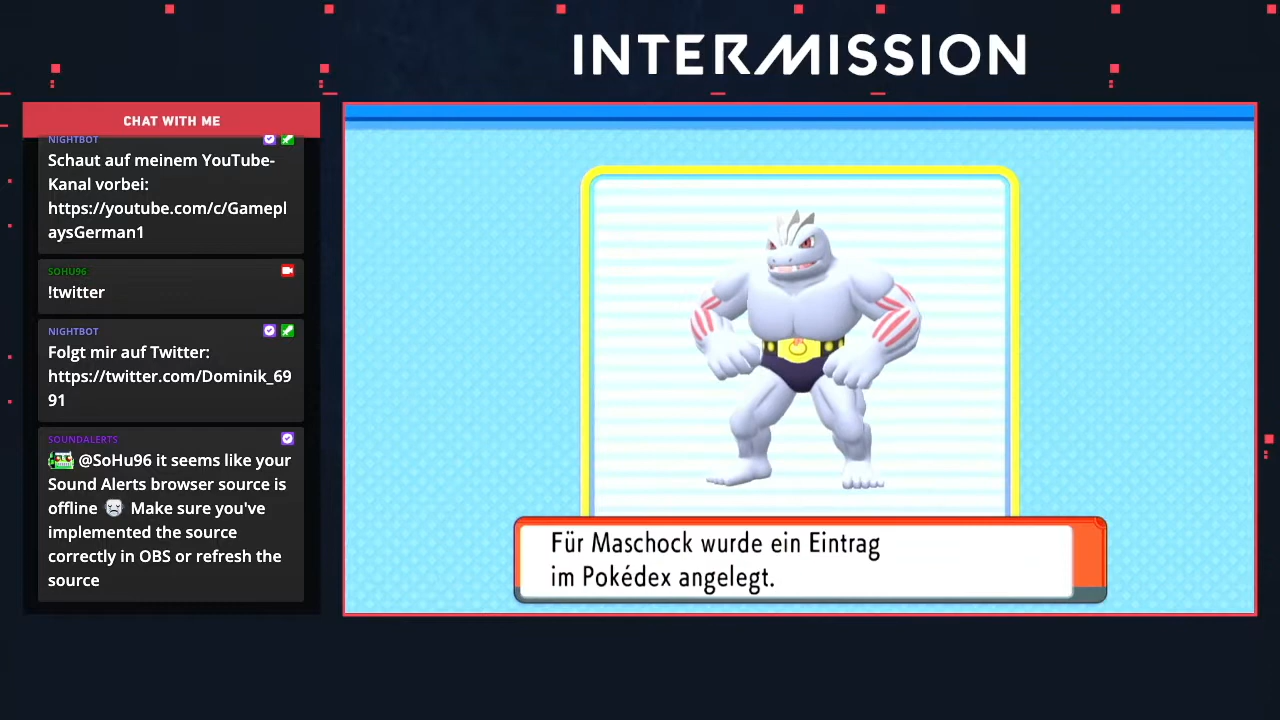 INTERMISSION
CHAT WITH ME
NIGHTBOT
Schaut auf meinem YouTube-
Kanal vorbei:
https://youtube.com/c/Gamepl
aysGerman1
SOHU96
!twitter
NIGHTBOT
Folgt mir auf Twitter:
https://twitter.com/Dominik_69
91
SOUNDALERTS
@SoHu96 it seems like your
Sound Alerts browser source is
offline Make sure you've
implemented the source
correctly in OBS or refresh the
source
Für Maschock wurde ein Eintrag
im Pokédex angelegt.